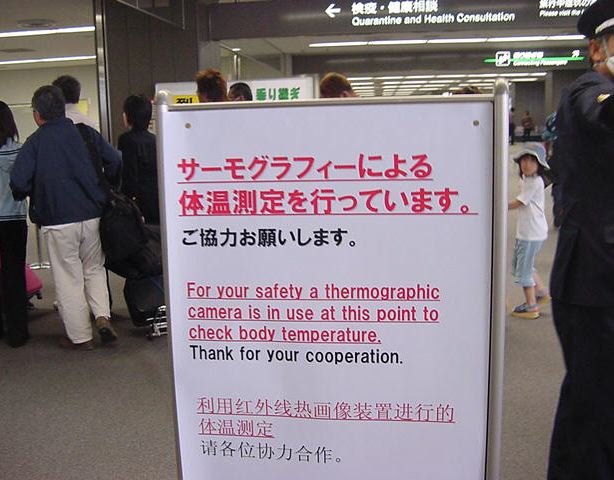 ← 検疫・健康相談
Quarantine and Health Consultation
Please
乗り継ぎ
サーモグラフィーによる
体温測定を行っています。
ご協力お願いします。
For your safety a thermographic
camera is in use at this point to
check body temperature.
Thank for your cooperation.
利用红外线热画像装置进行的
体温测定
请各位协力合作。